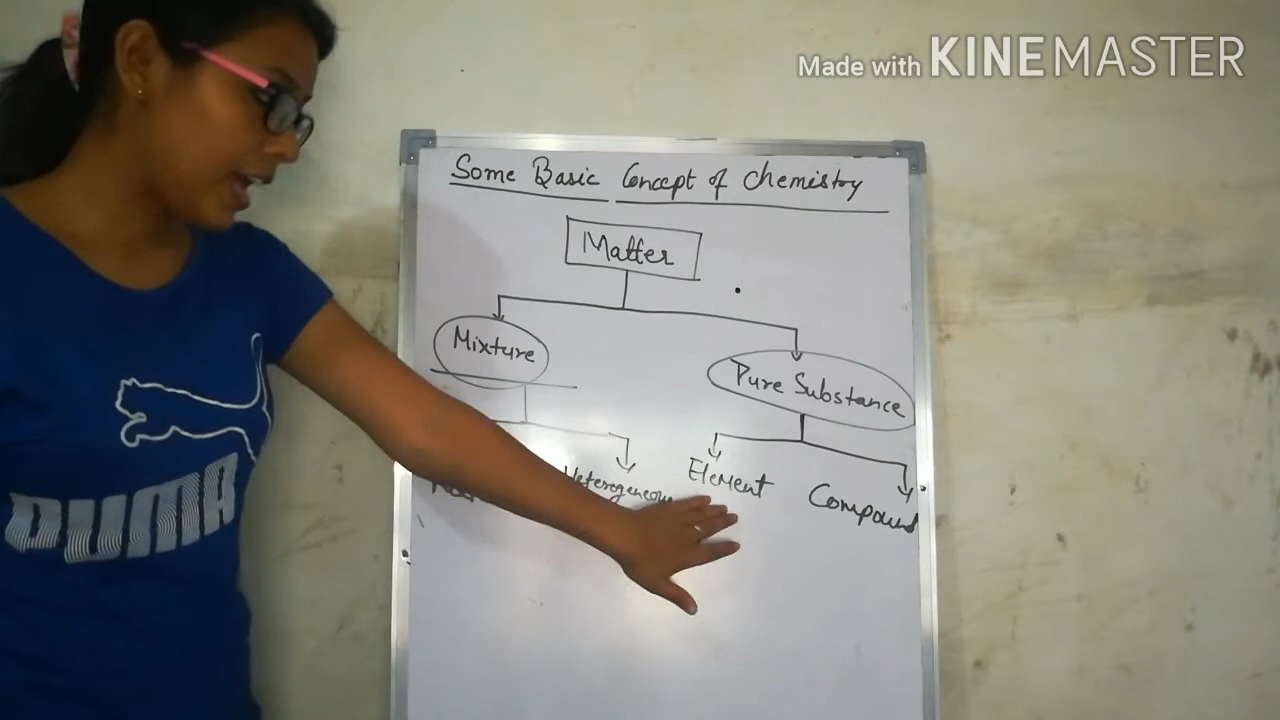 Made with KINEMASTER
Some Basic Concept of Chemistry
Matter
Mixture
Pure Substance
Heterogeneous
Element
Compound
PUMA